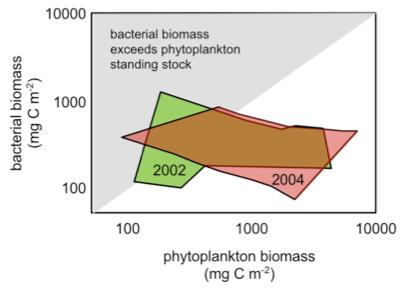 10000
bacterial biomass
exceeds phytoplankton
standing stock
bacterial biomass
(mg C m⁻²)
1000
100
2002
2004
100 1000 10000
phytoplankton biomass
(mg C m⁻²)